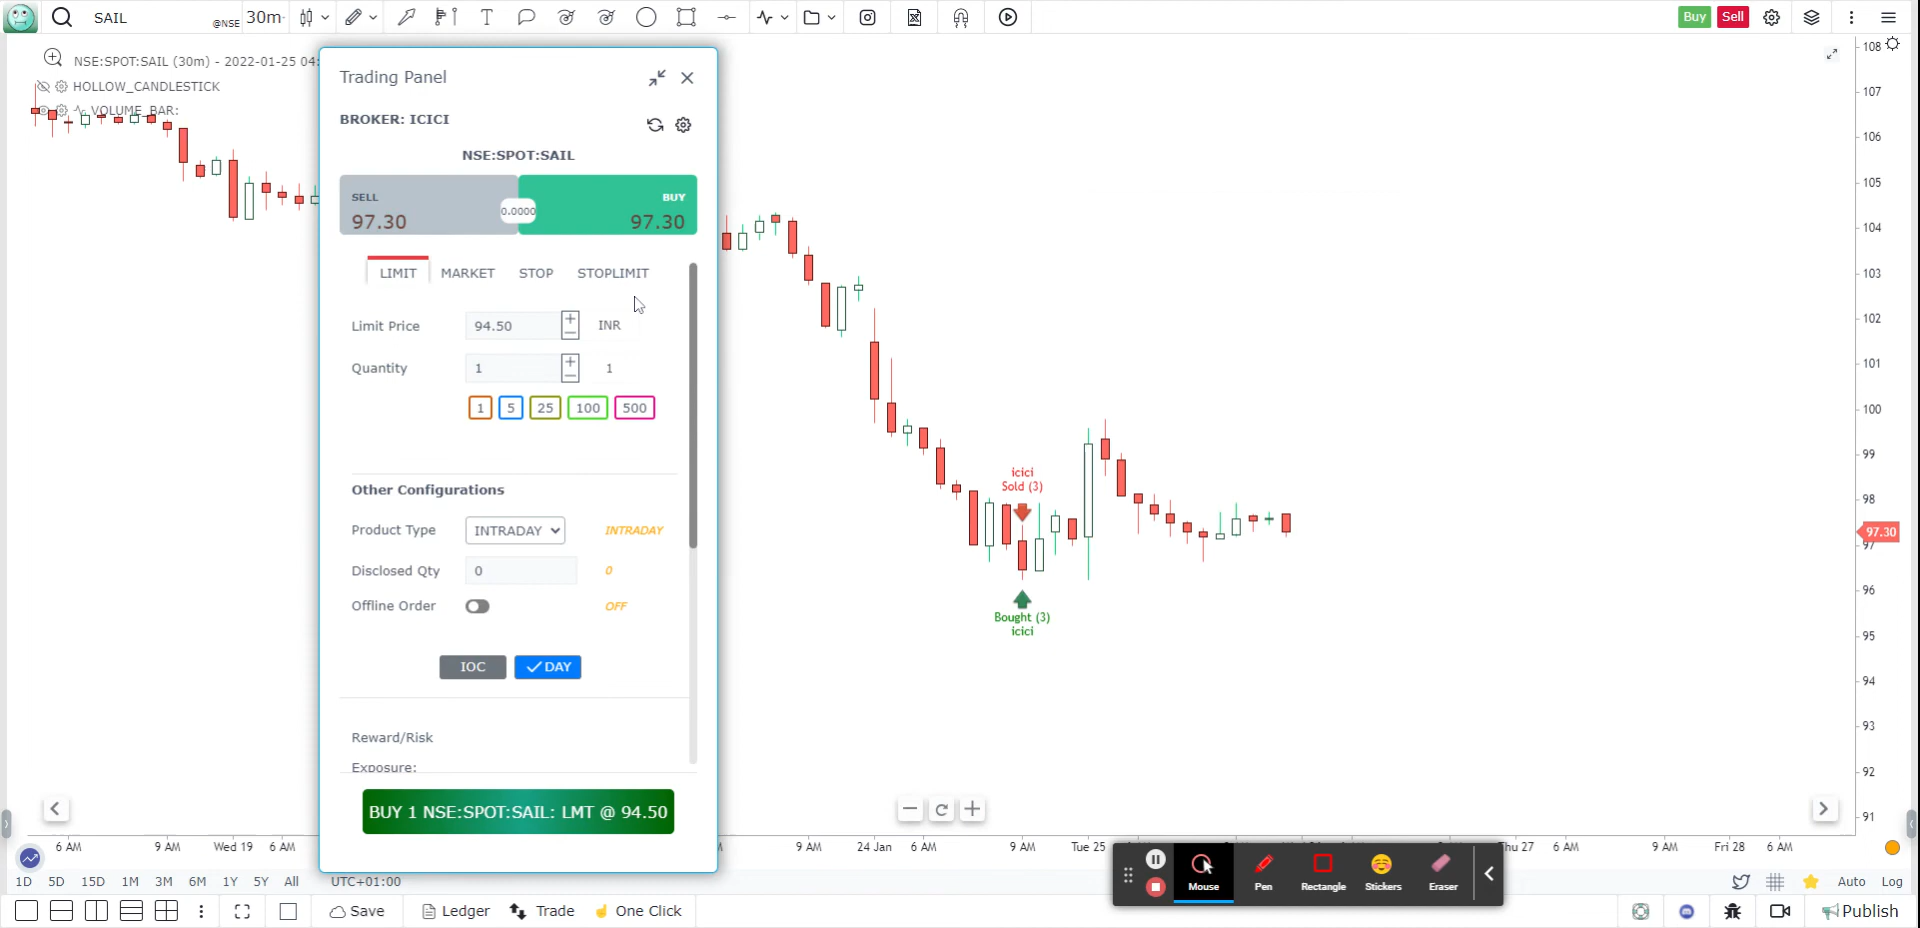 SAIL @NSE 30m Buy Sell
NSE:SPOT:SAIL (30m) - 2022-01-25 04:
HOLLOW_CANDLESTICK
VOLUME_BAR:
Trading Panel
BROKER: ICICI
NSE:SPOT:SAIL
SELL BUY
97.30 0.0000 97.30
LIMIT MARKET STOP STOPLIMIT
Limit Price 94.50 + − INR
Quantity 1 + − 1
1 5 25 100 500
Other Configurations
Product Type INTRADAY INTRADAY
Disclosed Qty 0 0
Offline Order OFF
IOC DAY
Reward/Risk
Exposure:
BUY 1 NSE:SPOT:SAIL: LMT @ 94.50
icici
Sold (3)
Bought (3)
icici
108
107
106
105
104
103
102
101
100
99
98
97.30
97
96
95
94
93
92
91
6 AM 9 AM Wed 19 6 AM 9 AM 24 Jan 6 AM 9 AM Tue 25 Thu 27 6 AM 9 AM Fri 28 6 AM
Mouse Pen Rectangle Stickers Eraser
1D 5D 15D 1M 3M 6M 1Y 5Y All UTC+01:00 Auto Log
Save Ledger Trade One Click Publish